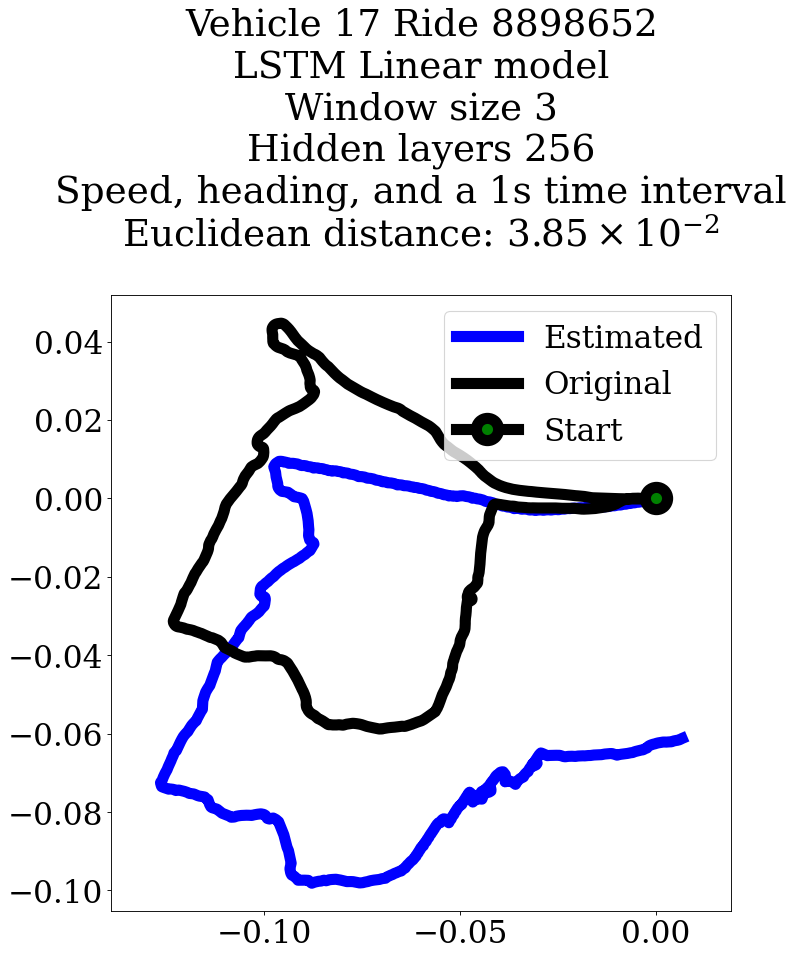 Vehicle 17 Ride 8898652
LSTM Linear model
Window size 3
Hidden layers 256
Speed, heading, and a 1s time interval
Euclidean distance: 3.85 × 10⁻²
Estimated
Original
Start
0.04
0.02
0.00
−0.02
−0.04
−0.06
−0.08
−0.10
−0.10
−0.05
0.00